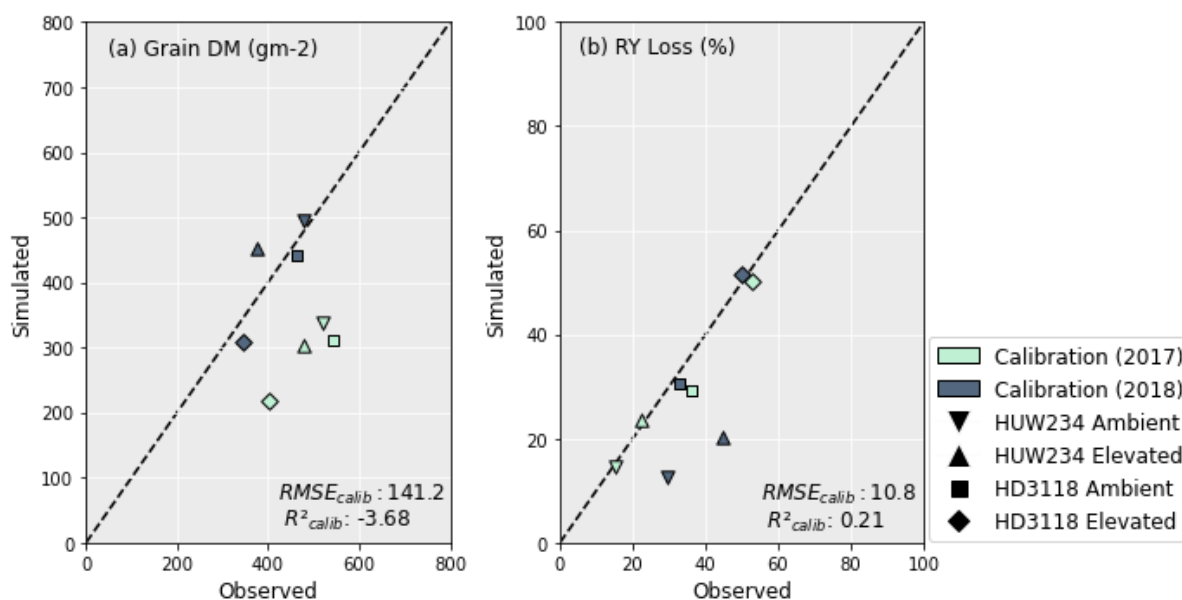 (a) Grain DM (gm-2)
800
700
600
500
400
300
200
100
0
Simulated
RMSE_calib : 141.2
R²_calib: -3.68
0 200 400 600 800
Observed
(b) RY Loss (%)
100
80
60
40
20
0
Simulated
RMSE_calib : 10.8
R²_calib: 0.21
0 20 40 60 80 100
Observed
Calibration (2017)
Calibration (2018)
HUW234 Ambient
HUW234 Elevated
HD3118 Ambient
HD3118 Elevated